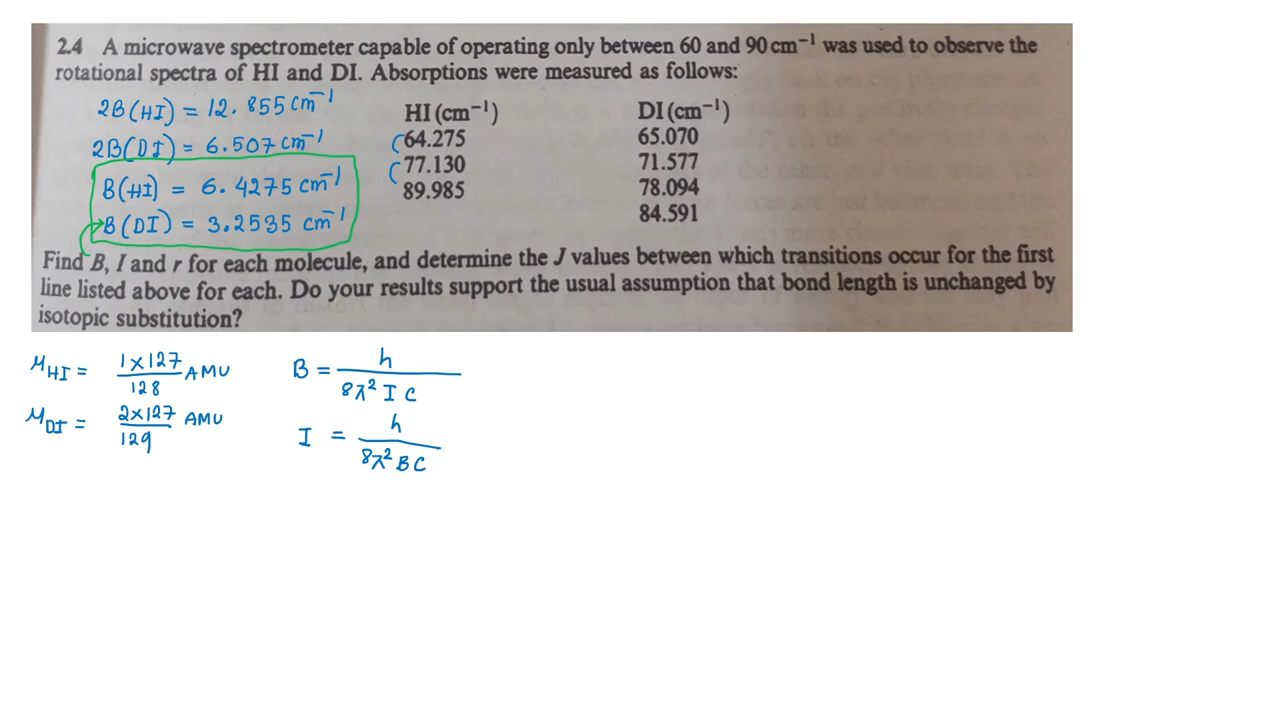 2.4 A microwave spectrometer capable of operating only between 60 and 90 cm⁻¹ was used to observe the
rotational spectra of HI and DI. Absorptions were measured as follows:
2B(HI) = 12.855 cm⁻¹
2B(DI) = 6.507 cm⁻¹
B(HI) = 6.4275 cm⁻¹
B(DI) = 3.2535 cm⁻¹
HI (cm⁻¹) DI (cm⁻¹)
64.275 65.070
77.130 71.577
89.985 78.094
84.591
Find B, I and r for each molecule, and determine the J values between which transitions occur for the first
line listed above for each. Do your results support the usual assumption that bond length is unchanged by
isotopic substitution?
μHI = 1×127/128 AMU
μDI = 2×127/129 AMU
B = h/8π² I C
I = h/8π² B C